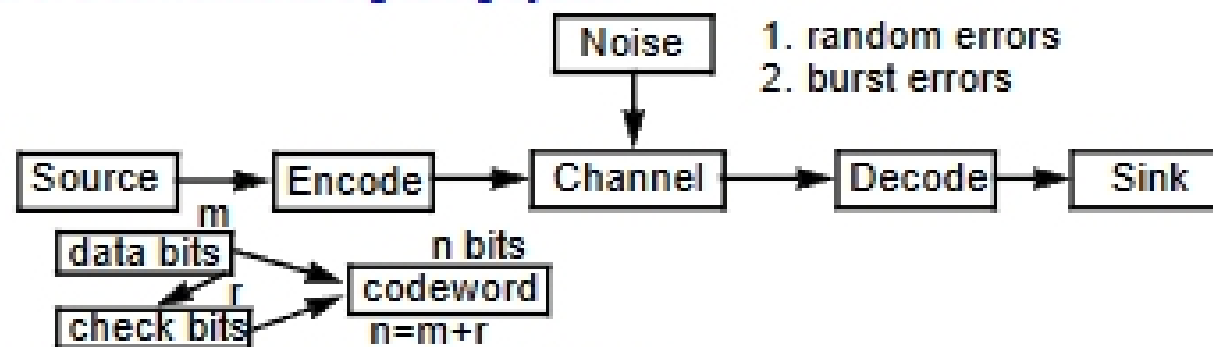 Noise
1. random errors
2. burst errors
Source
Encode
Channel
Decode
Sink
m
data bits
n bits
r
codeword
check bits
n=m+r